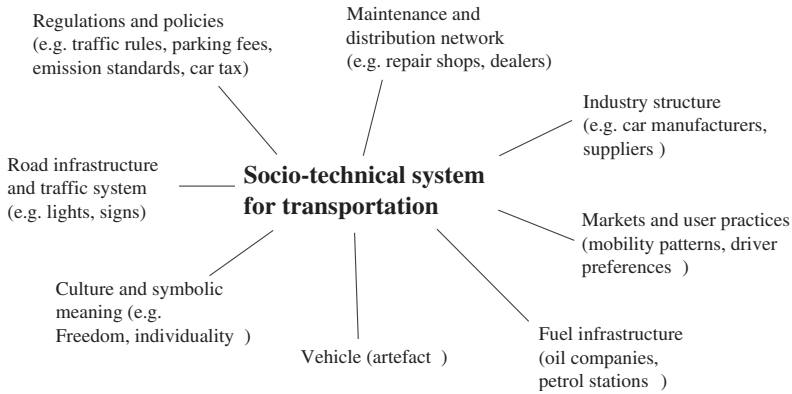 Regulations and policies
(e.g. traffic rules, parking fees,
emission standards, car tax)
Maintenance and
distribution network
(e.g. repair shops, dealers)
Industry structure
(e.g. car manufacturers,
suppliers )
Road infrastructure
and traffic system
(e.g. lights, signs)
Socio-technical system
for transportation
Markets and user practices
(mobility patterns, driver
preferences )
Culture and symbolic
meaning (e.g.
Freedom, individuality )
Vehicle (artefact )
Fuel infrastructure
(oil companies,
petrol stations )